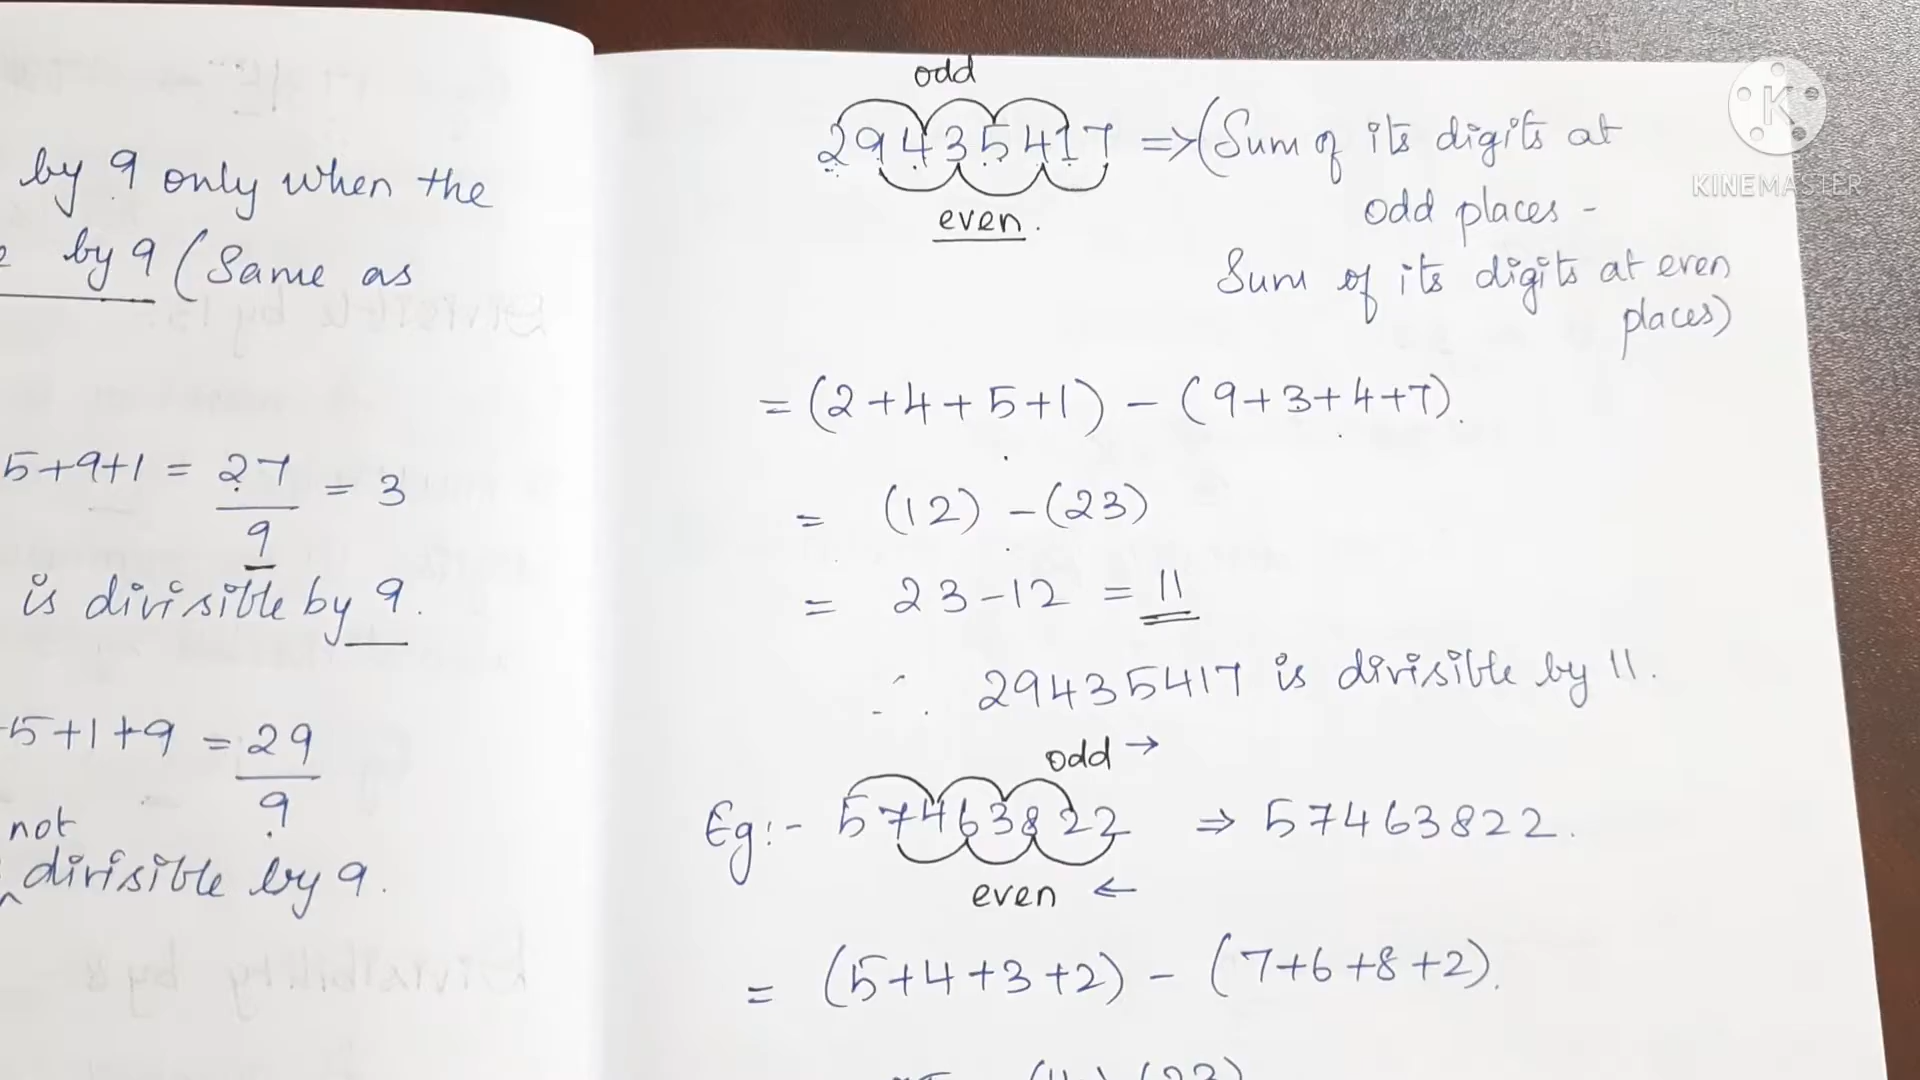 by 9 only when the
by 9 (Same as
5+9+1 = 27/9 = 3
is divisible by 9.
5+1+9 = 29/9
not
divisible by 9.
odd
29435417 => (Sum of its digits at
even.
odd places -
Sum of its digits at even
places)
= (2+4+5+1) - (9+3+4+7).
= (12) - (23)
= 23-12 = 11
∴ 29435417 is divisible by 11.
odd →
Eg:- 57463822 ⇒ 57463822.
even ←
= (5+4+3+2) - (7+6+8+2).
KINEMASTER